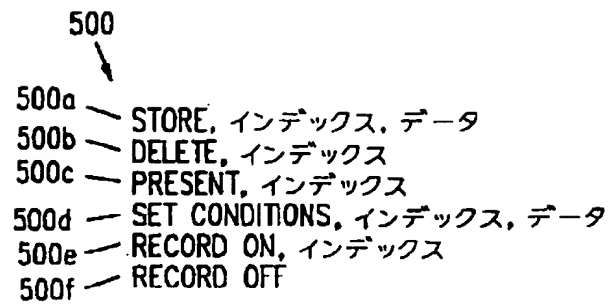 500
500a STORE, インデックス, データ
500b DELETE, インデックス
500c PRESENT, インデックス
500d SET CONDITIONS, インデックス, データ
500e RECORD ON, インデックス
500f RECORD OFF